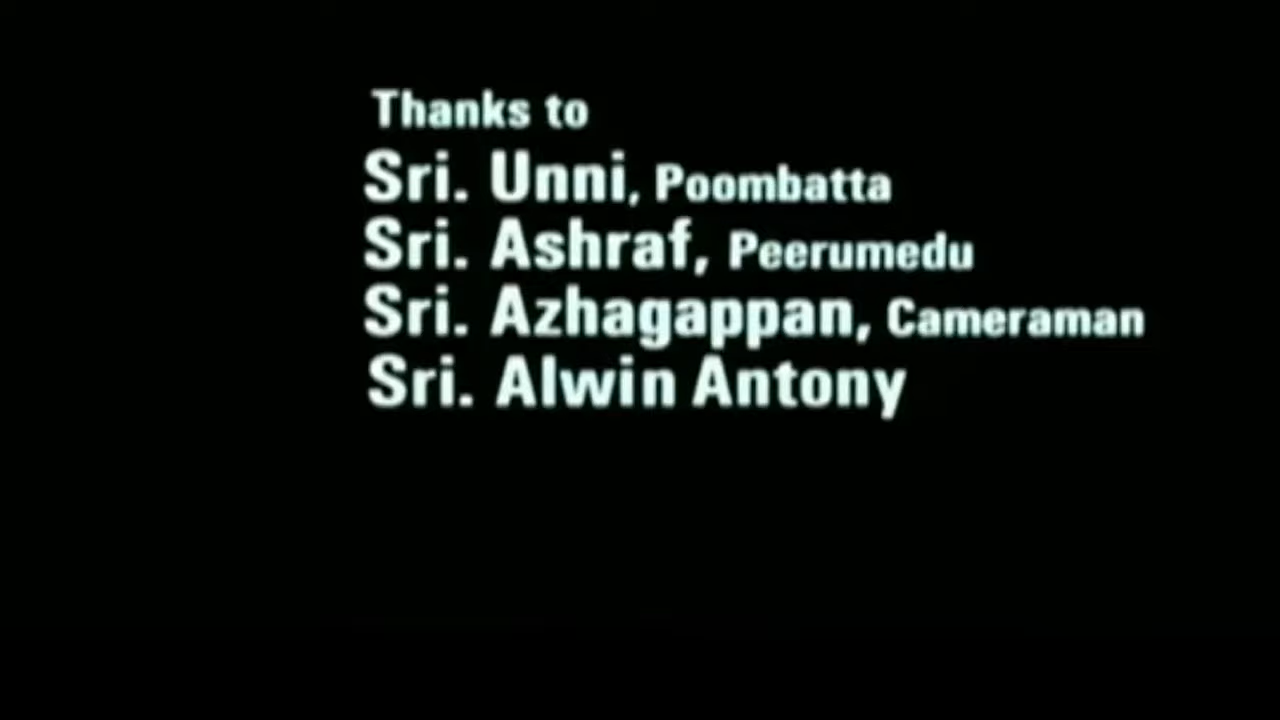 Thanks to
Sri. Unni, Poombatta
Sri. Ashraf, Peerumedu
Sri. Azhagappan, Cameraman
Sri. Alwin Antony